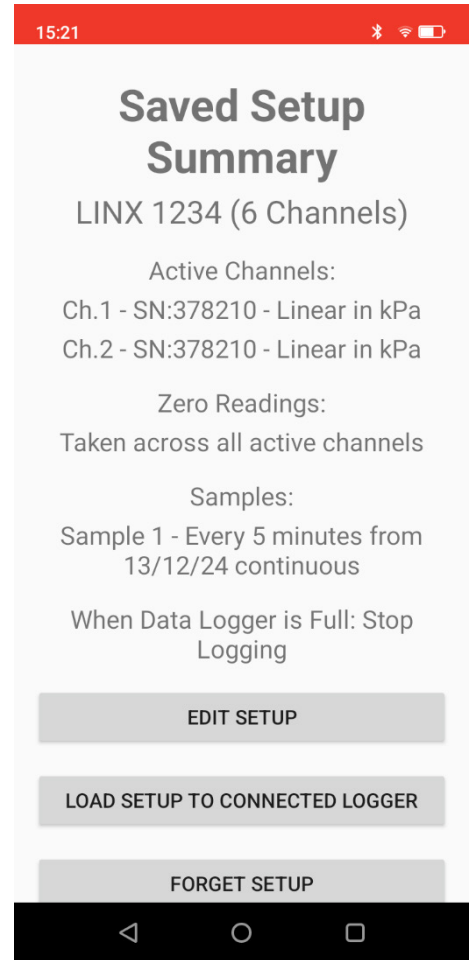 15:21
Saved Setup
Summary
LINX 1234 (6 Channels)
Active Channels:
Ch.1 - SN:378210 - Linear in kPa
Ch.2 - SN:378210 - Linear in kPa
Zero Readings:
Taken across all active channels
Samples:
Sample 1 - Every 5 minutes from
13/12/24 continuous
When Data Logger is Full: Stop
Logging
EDIT SETUP
LOAD SETUP TO CONNECTED LOGGER
FORGET SETUP